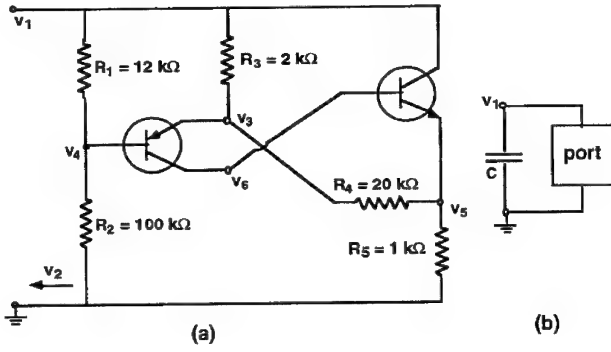 v1
R1 = 12 kΩ
R3 = 2 kΩ
v3
v4
v6
R4 = 20 kΩ
v5
R2 = 100 kΩ
R5 = 1 kΩ
v2
(a)
v1
C
port
(b)